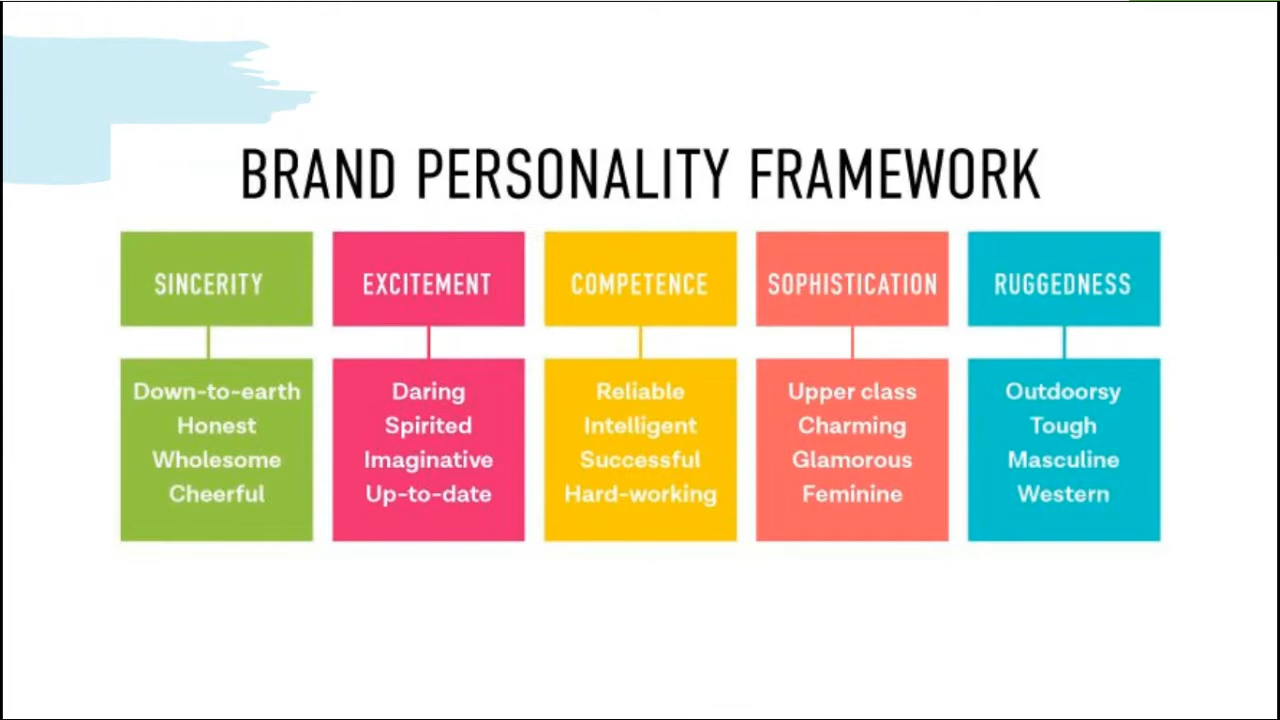 BRAND PERSONALITY FRAMEWORK
SINCERITY
Down-to-earth
Honest
Wholesome
Cheerful
EXCITEMENT
Daring
Spirited
Imaginative
Up-to-date
COMPETENCE
Reliable
Intelligent
Successful
Hard-working
SOPHISTICATION
Upper class
Charming
Glamorous
Feminine
RUGGEDNESS
Outdoorsy
Tough
Masculine
Western